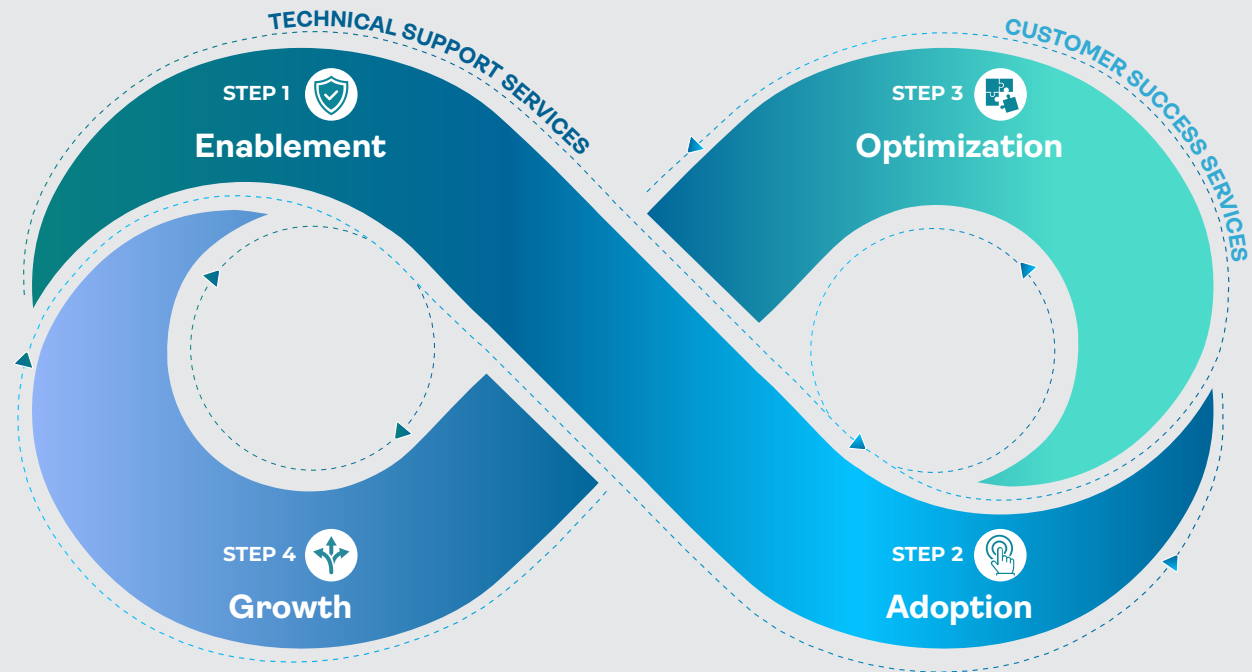 TECHNICAL SUPPORT SERVICES
CUSTOMER SUCCESS SERVICES
STEP 1
Enablement
STEP 3
Optimization
STEP 4
Growth
STEP 2
Adoption